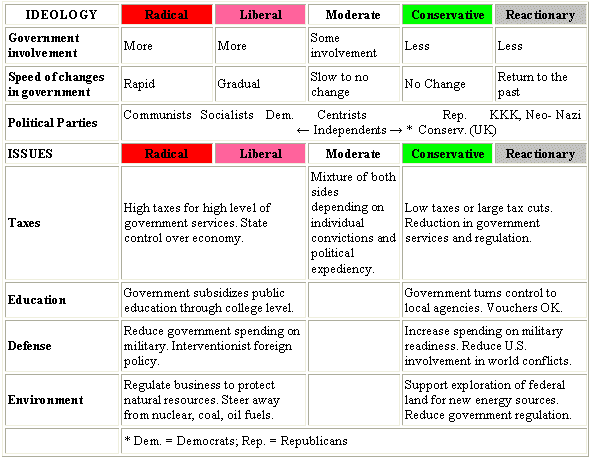 IDEOLOGY Radical Liberal Moderate Conservative Reactionary
Government involvement More More Some involvement Less Less
Speed of changes in government Rapid Gradual Slow to no change No Change Return to the past
Political Parties Communists Socialists Dem. Centrists Rep. KKK, Neo- Nazi
← Independents → * Conserv. (UK)
ISSUES Radical Liberal Moderate Conservative Reactionary
Taxes
High taxes for high level of
government services. State
control over economy.
Mixture of both
sides
depending on
individual
convictions and
political
expediency.
Low taxes or large tax cuts.
Reduction in government
services and regulation.
Education
Government subsidizes public
education through college level.
Government turns control to
local agencies. Vouchers OK.
Defense
Reduce government spending on
military. Interventionist foreign
policy.
Increase spending on military
readiness. Reduce U.S.
involvement in world conflicts.
Environment
Regulate business to protect
natural resources. Steer away
from nuclear, coal, oil fuels.
Support exploration of federal
land for new energy sources.
Reduce government regulation.
* Dem. = Democrats; Rep. = Republicans